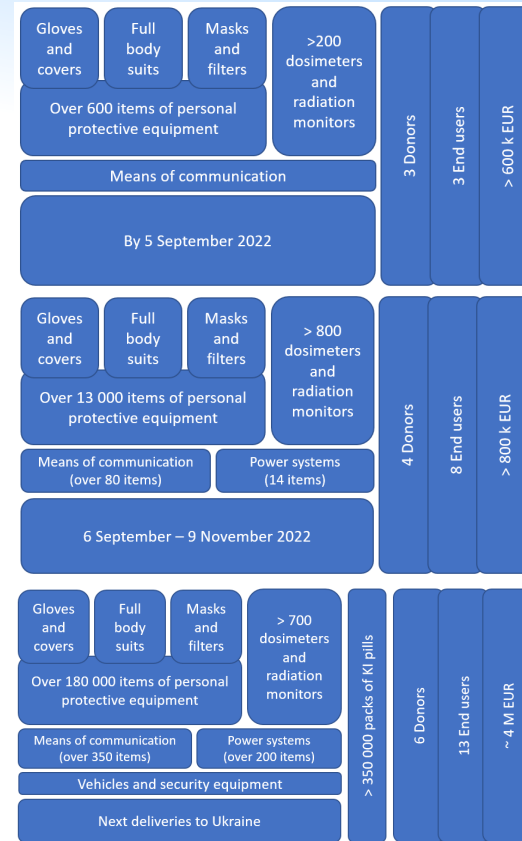 Gloves
and
covers
Full
body
suits
Masks
and
filters
>200
dosimeters
and
radiation
monitors
Over 600 items of personal
protective equipment
Means of communication
By 5 September 2022
3 Donors
3 End users
> 600 k EUR
Gloves
and
covers
Full
body
suits
Masks
and
filters
> 800
dosimeters
and
radiation
monitors
Over 13 000 items of personal
protective equipment
Means of communication
(over 80 items)
Power systems
(14 items)
6 September – 9 November 2022
4 Donors
8 End users
> 800 k EUR
Gloves
and
covers
Full
body
suits
Masks
and
filters
> 700
dosimeters
and
radiation
monitors
Over 180 000 items of personal
protective equipment
Means of communication
(over 350 items)
Power systems
(over 200 items)
Vehicles and security equipment
Next deliveries to Ukraine
> 350 000 packs of KI pills
6 Donors
13 End users
~ 4 M EUR